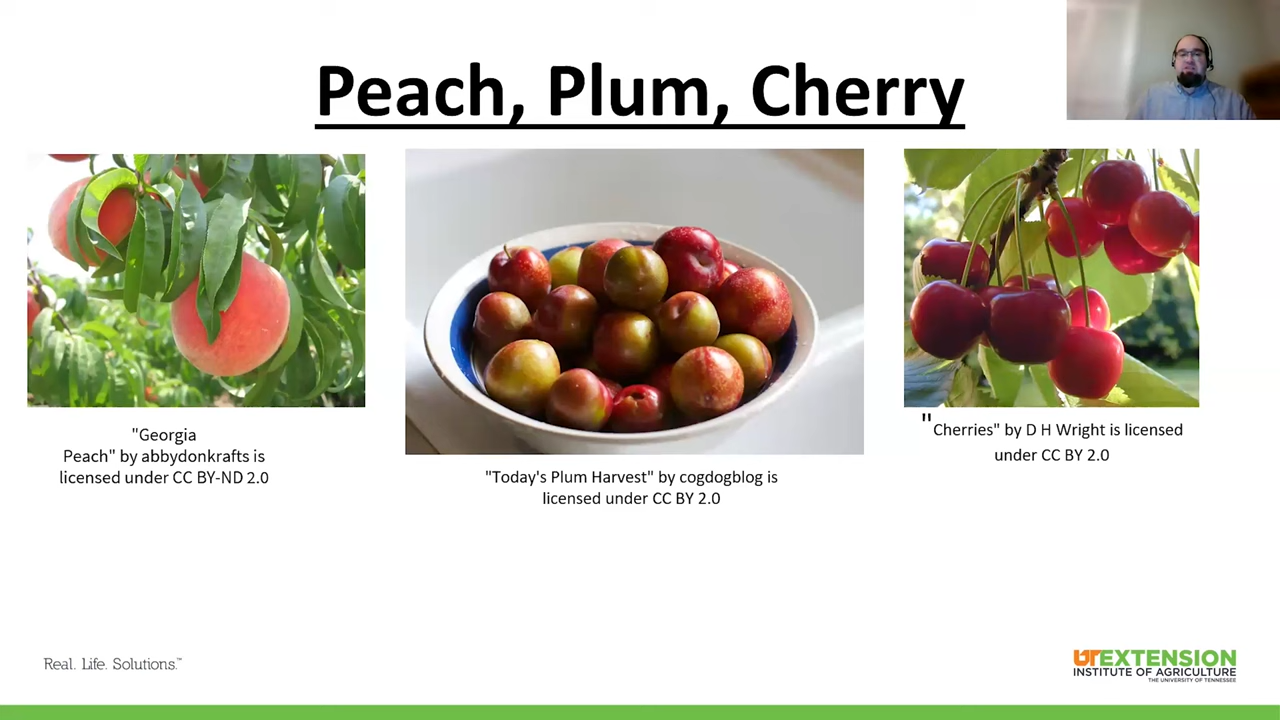 Peach, Plum, Cherry
"Georgia
Peach" by abbydonkrafts is
licensed under CC BY-ND 2.0
"Today's Plum Harvest" by cogdogblog is
licensed under CC BY 2.0
"Cherries" by D H Wright is licensed
under CC BY 2.0
Real. Life. Solutions.™
UT EXTENSION
INSTITUTE OF AGRICULTURE
THE UNIVERSITY OF TENNESSEE